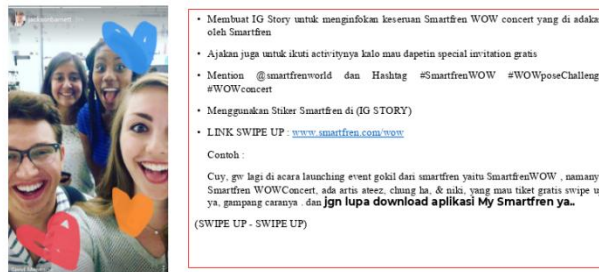 • Membuat IG Story untuk menginfokan keseruan Smartfren WOW concert yang di adaka
oleh Smartfren
• Ajakan juga untuk ikuti activitynya kalo mau dapetin special invitation gratis
• Mention @smartfrenworld dan Hashtag #SmartfrenWOW #WOWposeChalleng
#WOWconcert
• Menggunakan Stiker Smartfren di (IG STORY)
• LINK SWIPE UP : www.smartfren.com/wow
Contoh :
Cuy, gw lagi di acara launching event gokil dari smartfren yaitu SmartfrenWOW , namany
Smartfren WOWConcert, ada artis ateez, chung ha, & niki, yang mau tiket gratis swipe u
ya, gampang caranya . dan jgn lupa download aplikasi My Smartfren ya..
(SWIPE UP - SWIPE UP)